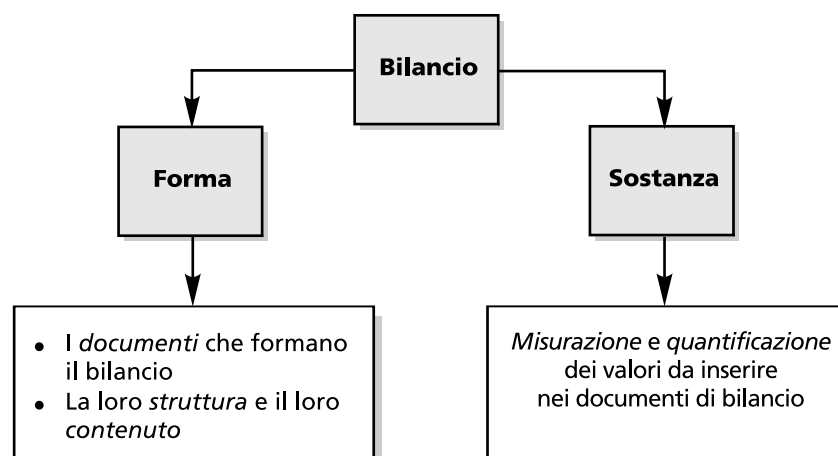 Bilancio
Forma
Sostanza
• I documenti che formano
il bilancio
• La loro struttura e il loro
contenuto
Misurazione e quantificazione
dei valori da inserire
nei documenti di bilancio